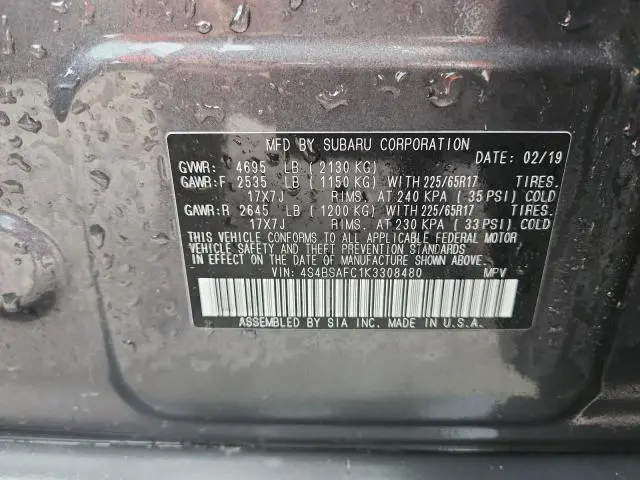 MFD BY SUBARU CORPORATION
GVWR: 4695 LB (2130 KG) DATE: 02/19
GAWR:F 2535 LB (1150 KG) WITH 225/65R17 TIRES.
17X7J RIMS. AT 240 KPA (35 PSI) COLD
GAWR:R 2645 LB (1200 KG) WITH 225/65R17 TIRES.
17X7J RIMS. AT 230 KPA (33 PSI) COLD
THIS VEHICLE CONFORMS TO ALL APPLICABLE FEDERAL MOTOR
VEHICLE SAFETY AND THEFT PREVENTION STANDARDS
IN EFFECT ON THE DATE OF MANUFACTURE SHOWN ABOVE.
VIN: 4S4BSAFC1K3308480 MPV
ASSEMBLED BY SIA INC. MADE IN U.S.A.